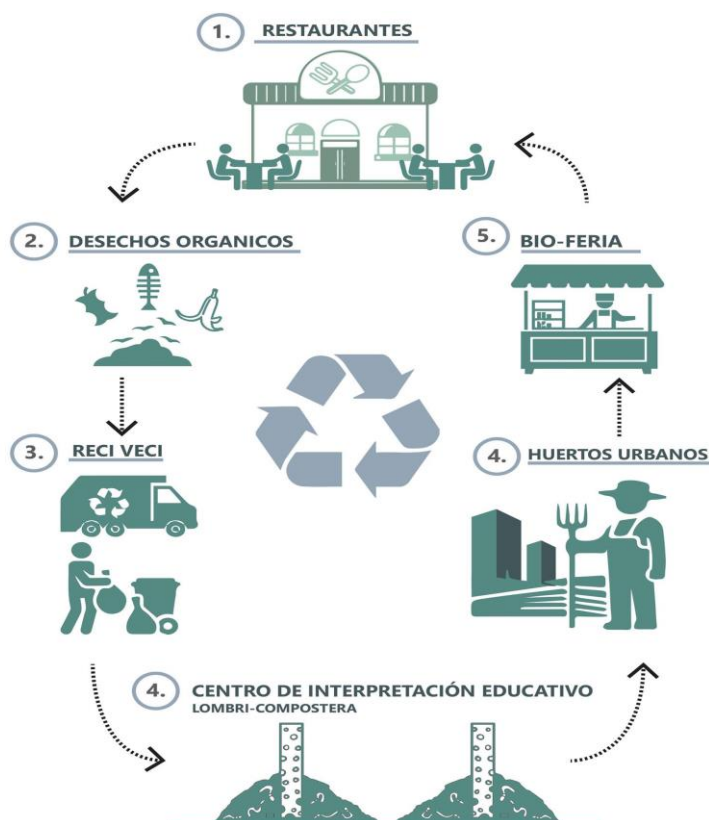 1. RESTAURANTES
2. DESECHOS ORGANICOS
3. RECI VECI
4. CENTRO DE INTERPRETACIÓN EDUCATIVO
LOMBRI-COMPOSTERA
4. HUERTOS URBANOS
5. BIO-FERIA